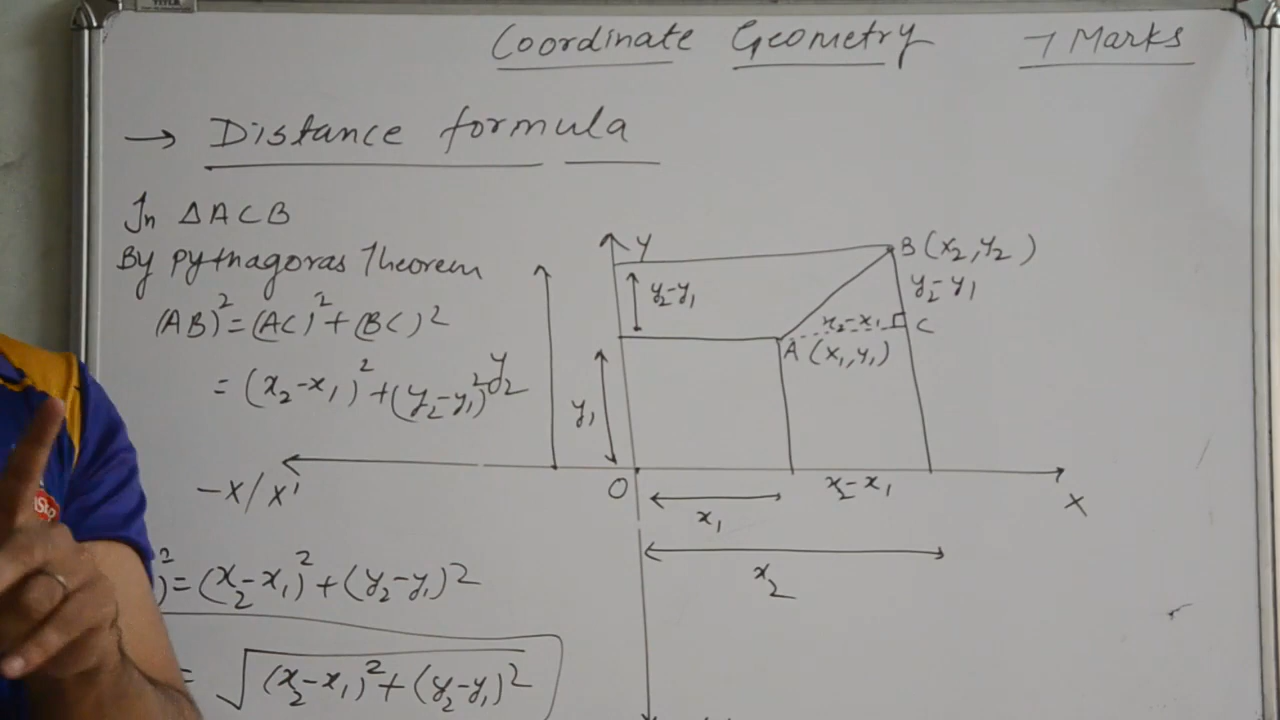 TITLE
Coordinate Geometry 7 Marks
→ Distance formula
In ΔACB
By pythagoras Theorem
(AB)² = (AC)² + (BC)²
= (x₂-x₁)² + (y₂-y₁)²
)² = (x₂-x₁)² + (y₂-y₁)²
= √(x₂-x₁)² + (y₂-y₁)²
Y
B (x₂, y₂)
y₂-y₁
y₂-y₁
x₂-x₁
C
A (x₁, y₁)
y₂
y₁
-X/X'
O
x₂-x₁
X
x₁
x₂